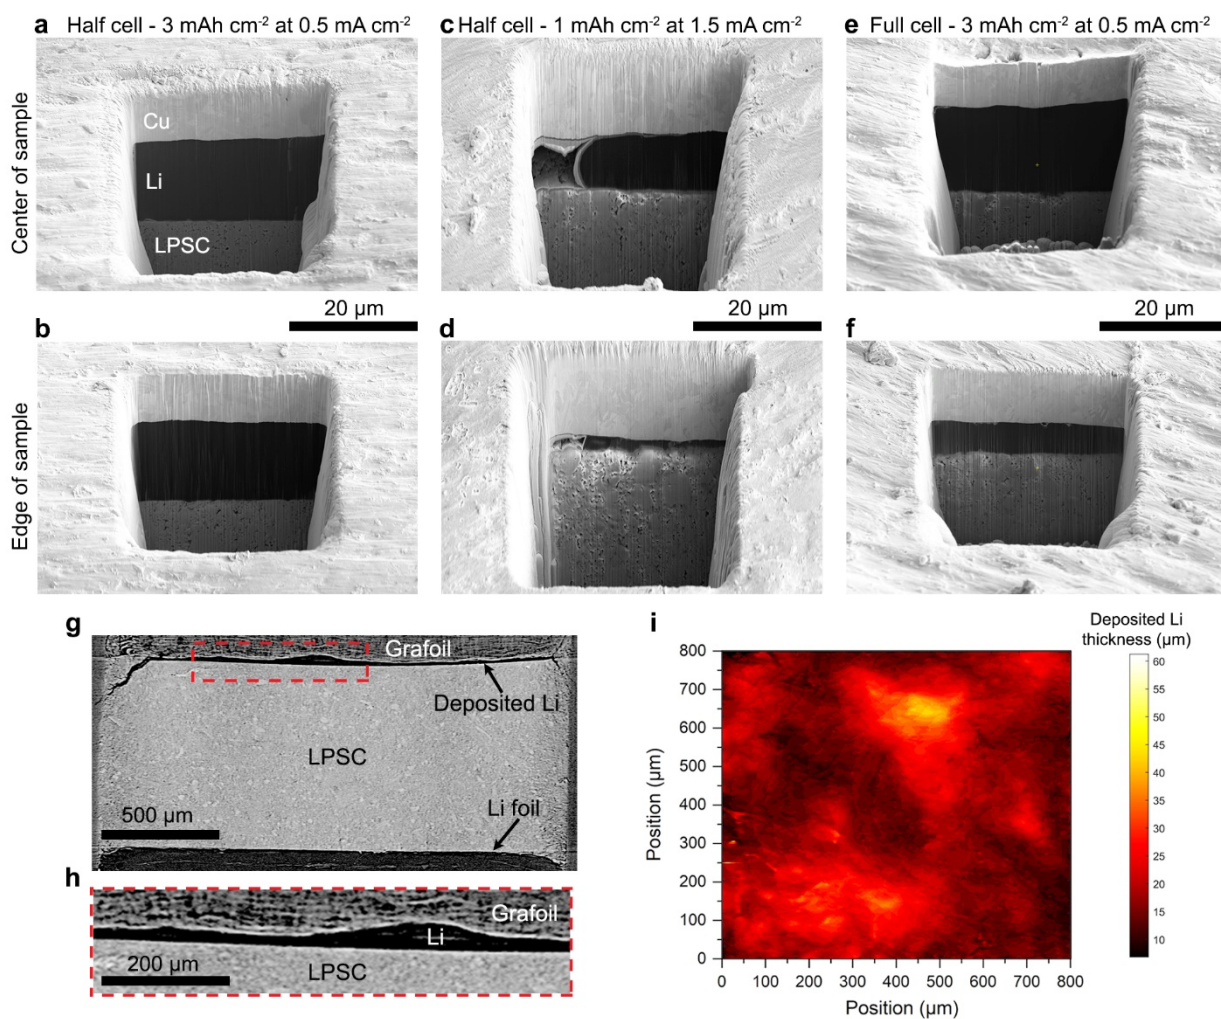 a Half cell - 3 mAh cm⁻² at 0.5 mA cm⁻²
c Half cell - 1 mAh cm⁻² at 1.5 mA cm⁻²
e Full cell - 3 mAh cm⁻² at 0.5 mA cm⁻²
Center of sample
Cu
Li
LPSC
20 µm
20 µm
20 µm
b
d
f
Edge of sample
g
Grafoil
Deposited Li
LPSC
500 µm
Li foil
h
Grafoil
Li
200 µm
LPSC
i
Deposited Li
thickness (µm)
800
700
600
500
400
300
200
100
0
Position (µm)
0 100 200 300 400 500 600 700 800
Position (µm)
60
55
50
45
40
35
30
25
20
15
10